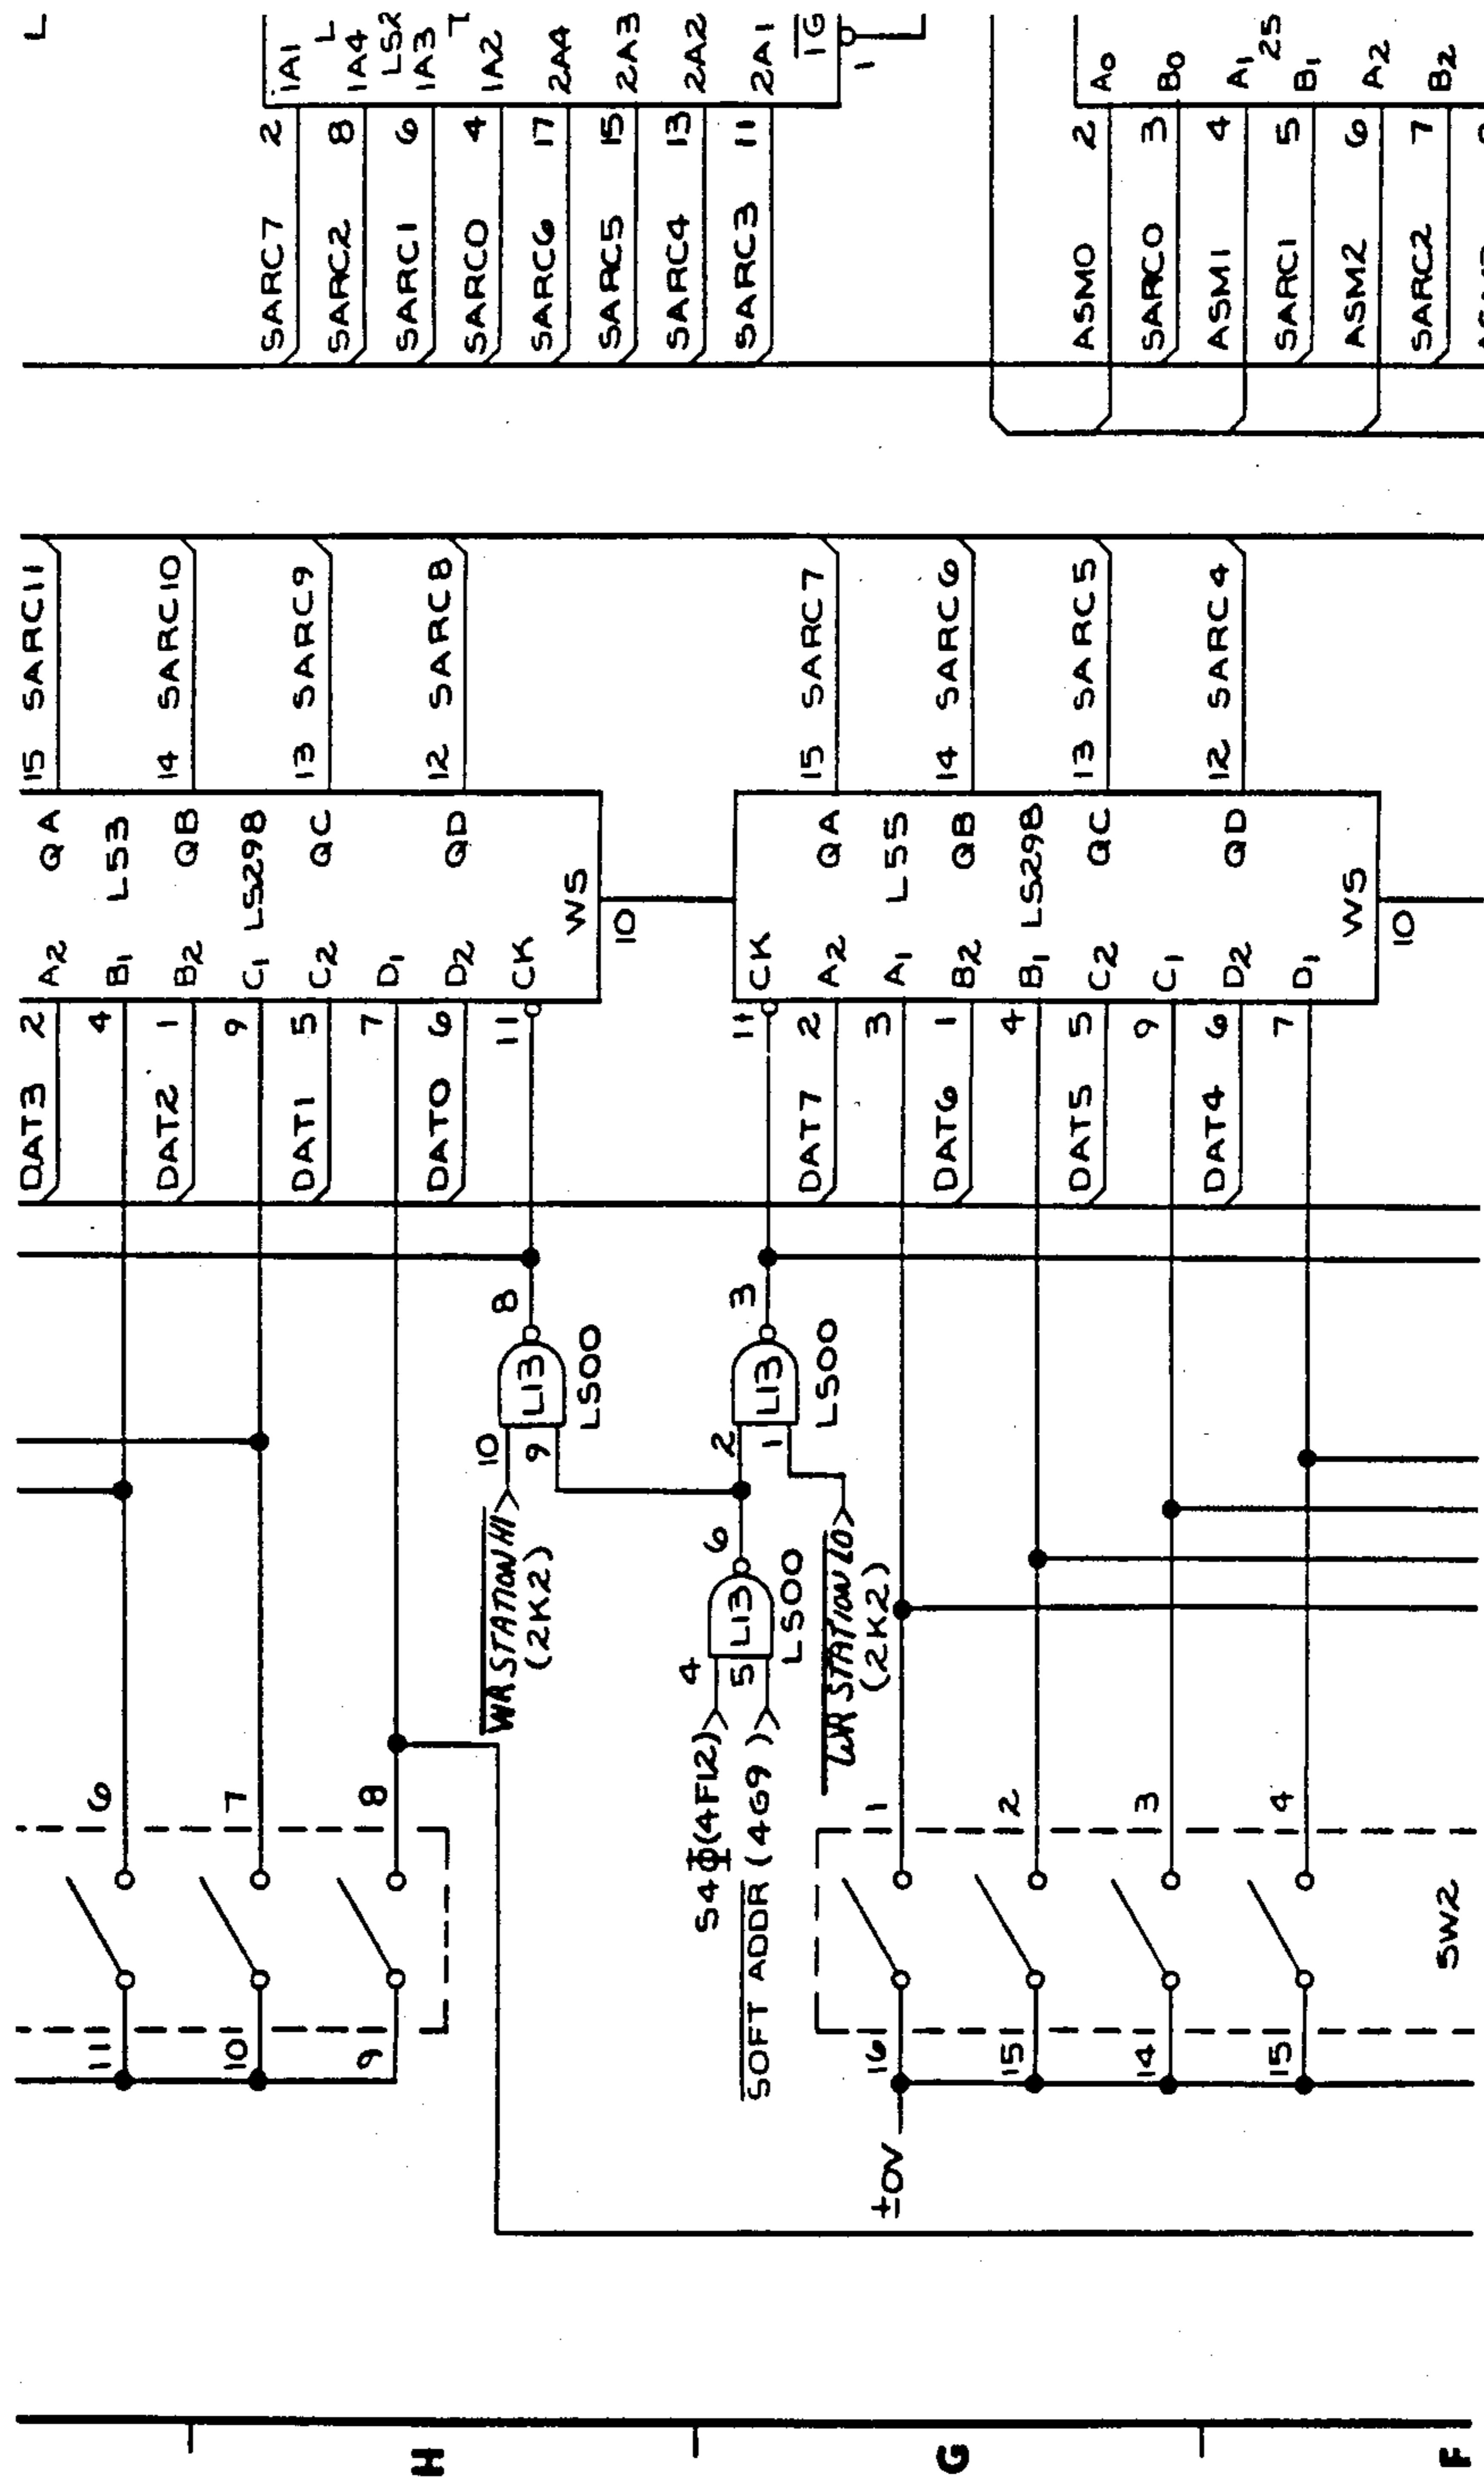 L
1A1
L
1A4
LS2
1A3
T
1A2
2A4
2A3
2A2
2A1
1G
1
2 SARC7
8 SARC2
6 SARC1
4 SARC0
17 SARC6
15 SARC5
13 SARC4
11 SARC3
A0
B0
A1
25
B1
A2
B2
2 ASM0
3 SARC0
4 ASM1
5 SARC1
6 ASM2
7 SARC2
15 SARC11
14 SARC10
13 SARC9
12 SARC8
QA
L53
QB
LS298
QC
QD
WS
10
A2
B1
B2
C1
C2
D1
D2
CK
DAT3 2
4
DAT2 1
9
DAT1 5
7
DAT0 6
11
15 SARC7
14 SARC6
13 SARC5
12 SARC4
QA
L55
QB
LS298
QC
QD
WS
10
CK
A2
A1
B2
B1
C2
C1
D2
D1
11
DAT7 2
3
DAT6 1
4
DAT5 5
9
DAT4 6
7
8
L13
LS00
10
9
WR STATION HI
(2K2)
3
L13
LS00
2
1
6
L13
LS00
4
5
WR STATION LO
(2K2)
S4Φ(4F12)
SOFT ADDR (4G9)
6
7
8
11
10
9
1
2
3
4
16
15
14
15
SW2
±0V
H
G
F